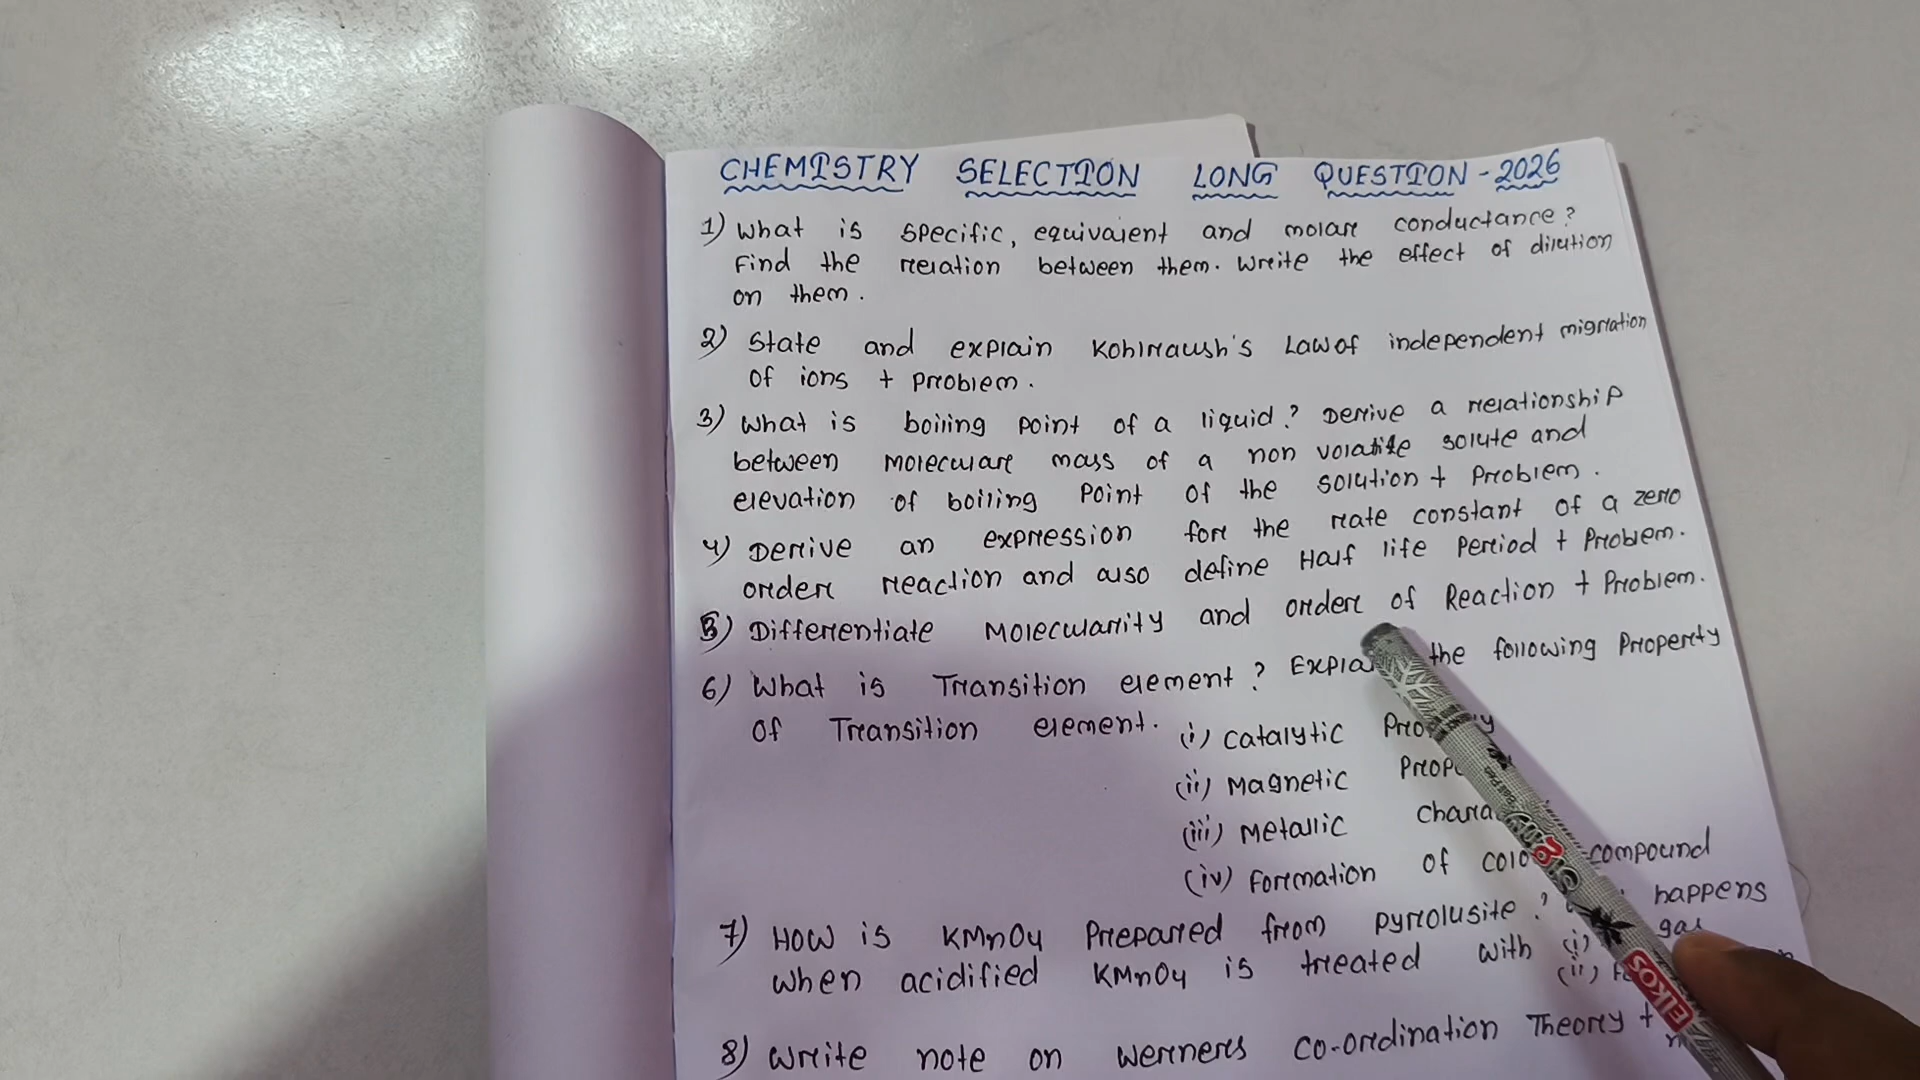 CHEMISTRY SELECTION LONG QUESTION - 2026
1) What is specific, equivalent and molar conductance?
Find the relation between them. Write the effect of dilution
on them.
2) State and explain Kohlraush's Law of independent migration
of ions + Problem.
3) What is boiling point of a liquid? Derive a relationship
between molecular mass of a non volatile solute and
elevation of boiling point of the solution + Problem.
4) Derive an expression for the rate constant of a zero
order reaction and also define Half life Period + Problem.
5) Differentiate Molecularity and order of Reaction + Problem.
6) What is Transition element? the following Property
of Transition element.
(i) Catalytic
(ii) Magnetic
(iii) Metallic
(iv) Formation of compound
7) How is KMnO4 Prepared from pyrolusite? happens
when acidified KMnO4 is treated with (i) gas
(ii)
8) Write note on werners co-ordination Theory +
ELKOS